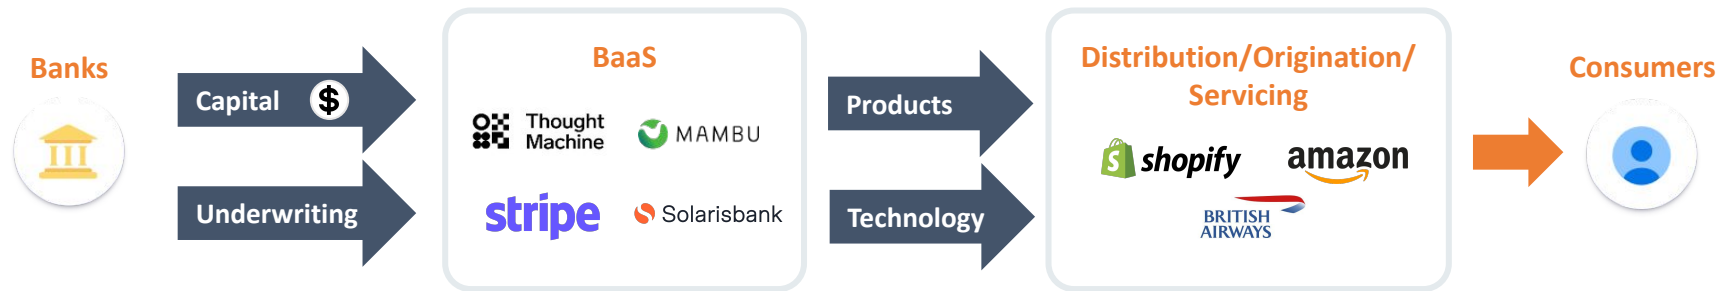 Banks
Capital $
Underwriting
BaaS
Thought
Machine
MAMBU
stripe
Solarisbank
Products
Technology
Distribution/Origination/
Servicing
shopify
amazon
BRITISH
AIRWAYS
Consumers